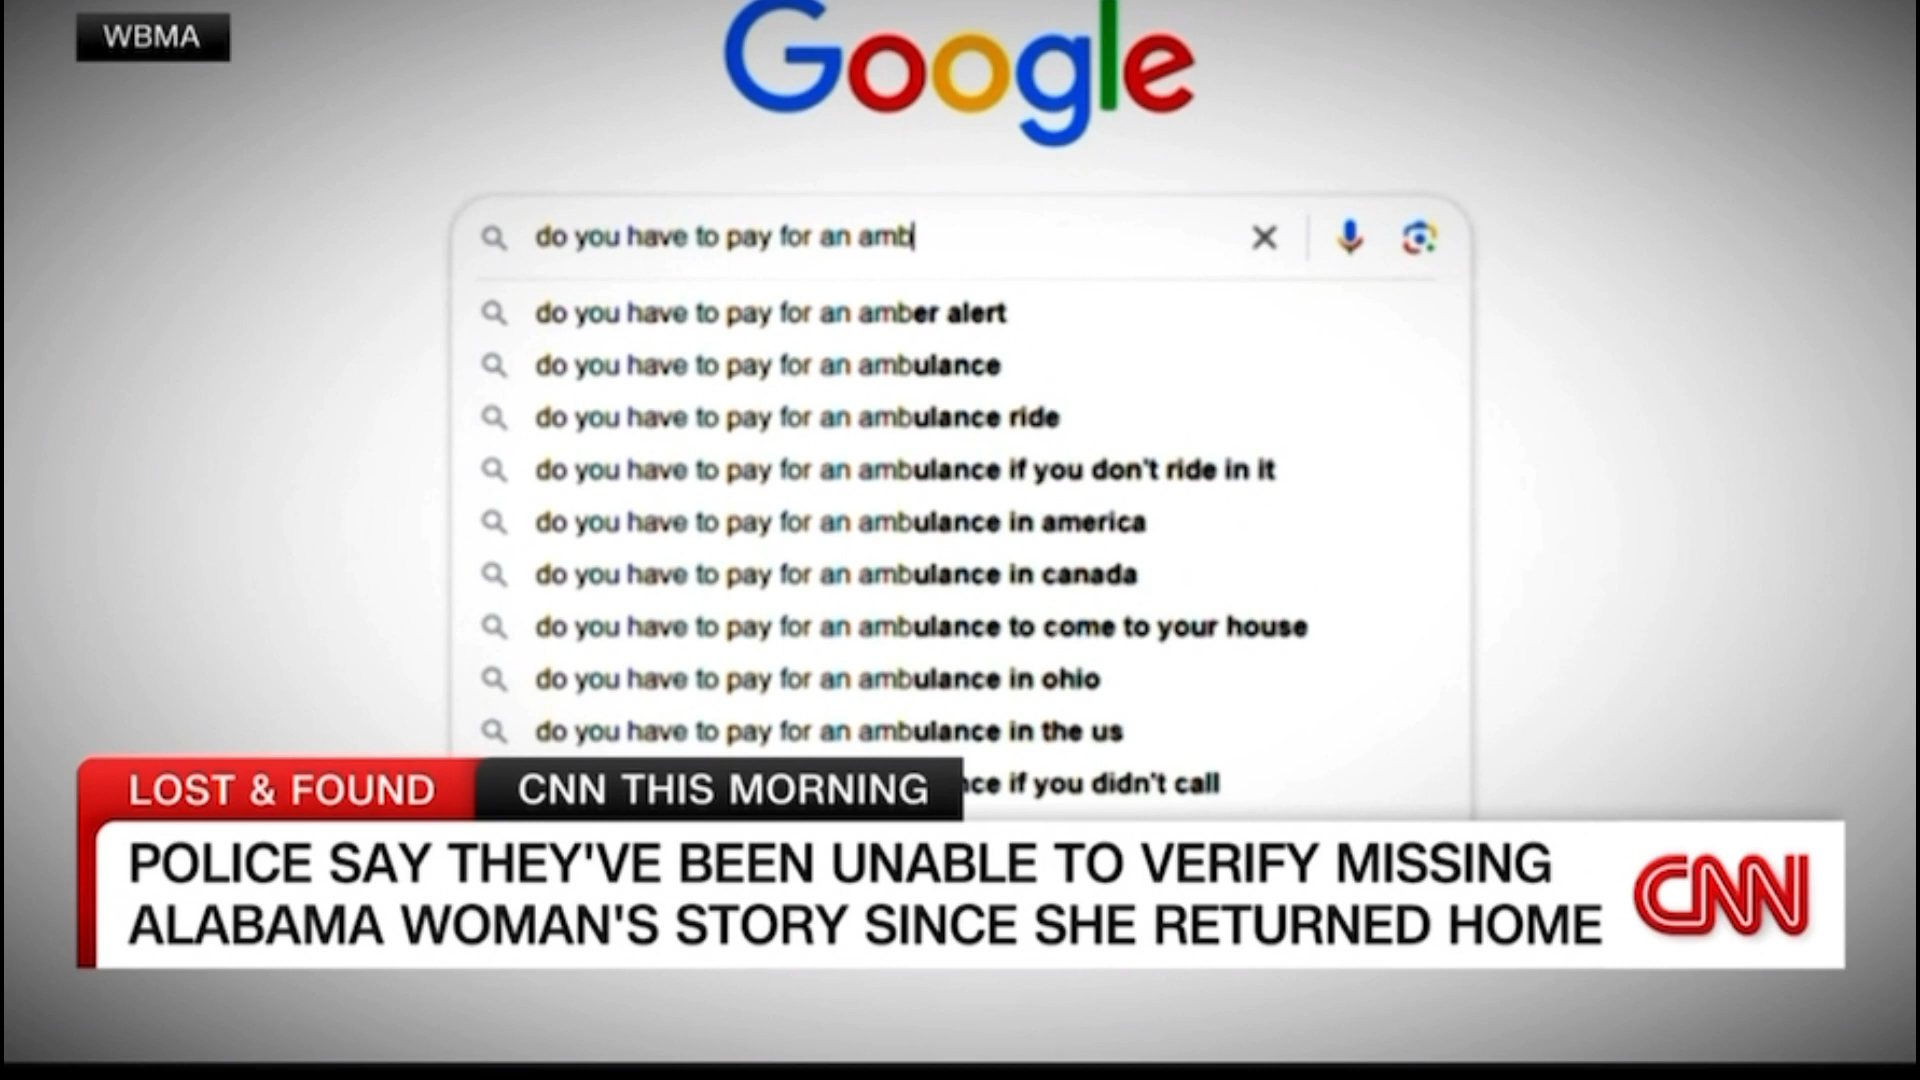 WBMA
Google
do you have to pay for an amb
do you have to pay for an amber alert
do you have to pay for an ambulance
do you have to pay for an ambulance ride
do you have to pay for an ambulance if you don't ride in it
do you have to pay for an ambulance in america
do you have to pay for an ambulance in canada
do you have to pay for an ambulance to come to your house
do you have to pay for an ambulance in ohio
do you have to pay for an ambulance in the us
nce if you didn't call
LOST & FOUND
CNN THIS MORNING
POLICE SAY THEY'VE BEEN UNABLE TO VERIFY MISSING
ALABAMA WOMAN'S STORY SINCE SHE RETURNED HOME
CNN